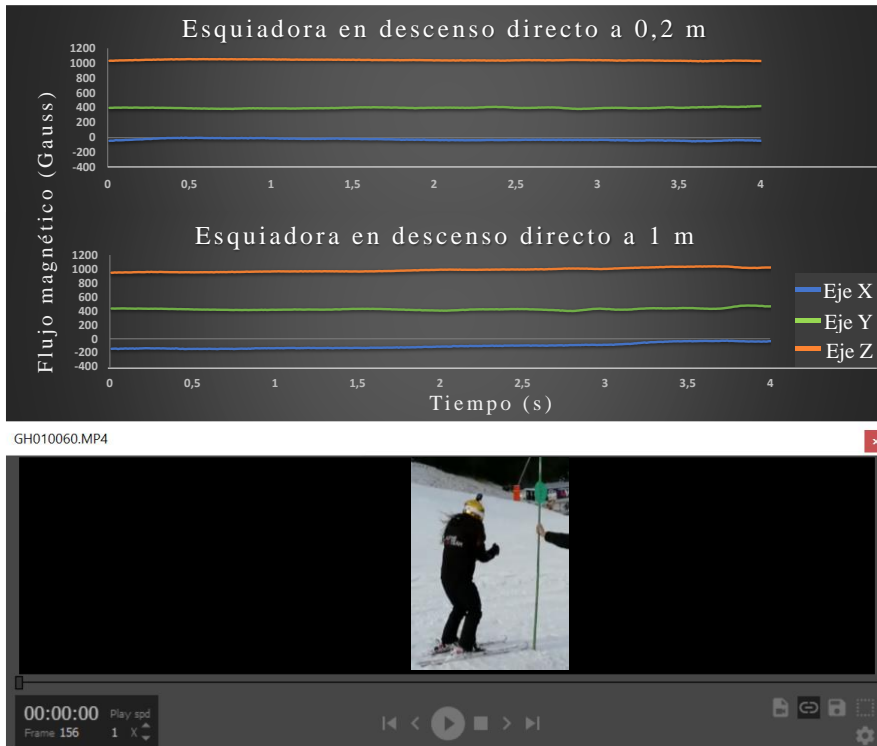 Esquiadora en descenso directo a 0,2 m
Flujo magnético (Gauss)
1200
1000
800
600
400
200
0
-200
-400
0 0,5 1 1,5 2 2,5 3 3,5 4
Esquiadora en descenso directo a 1 m
1200
1000
800
600
400
200
0
-200
-400
0 0,5 1 1,5 2 2,5 3 3,5 4
Tiempo (s)
Eje X
Eje Y
Eje Z
GH010060.MP4
00:00:00 Play spd
Frame 156 1 X